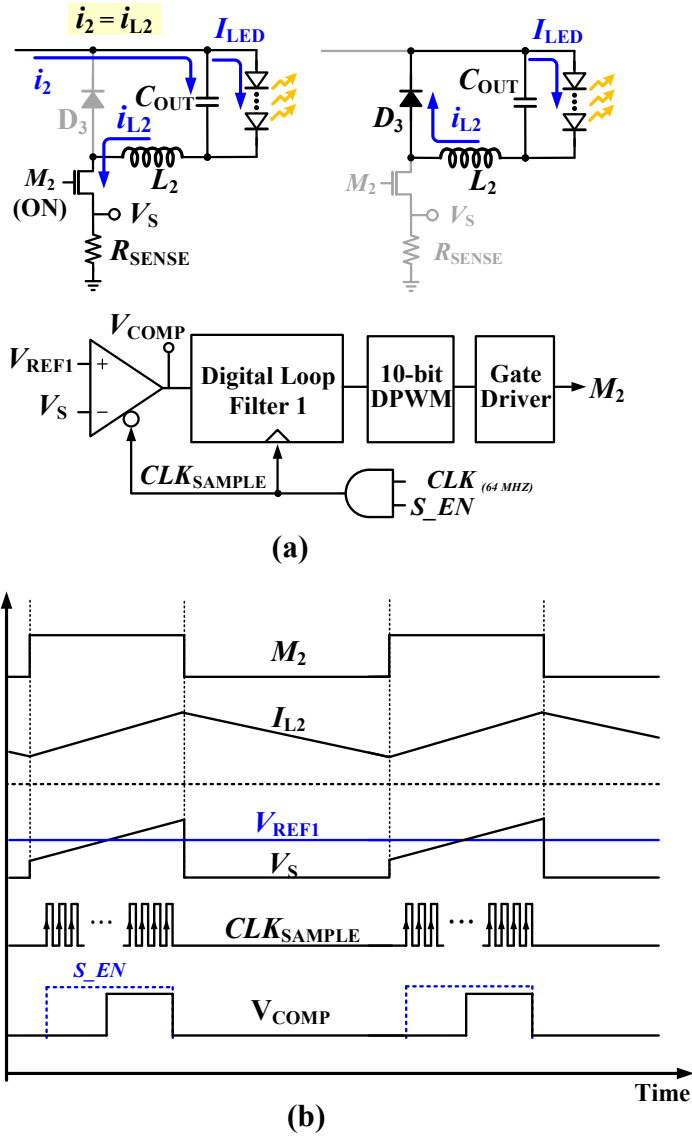 i2 = iL2
ILED
i2
COUT
D3
iL2
L2
M2
(ON)
VS
RSENSE
ILED
COUT
D3
iL2
L2
M2
VS
RSENSE
VCOMP
VREF1
+
VS
−
Digital Loop
Filter 1
10-bit
DPWM
Gate
Driver
M2
CLKSAMPLE
CLK (64 MHZ)
S_EN
(a)
M2
IL2
VREF1
VS
CLKSAMPLE
S_EN
VCOMP
Time
(b)